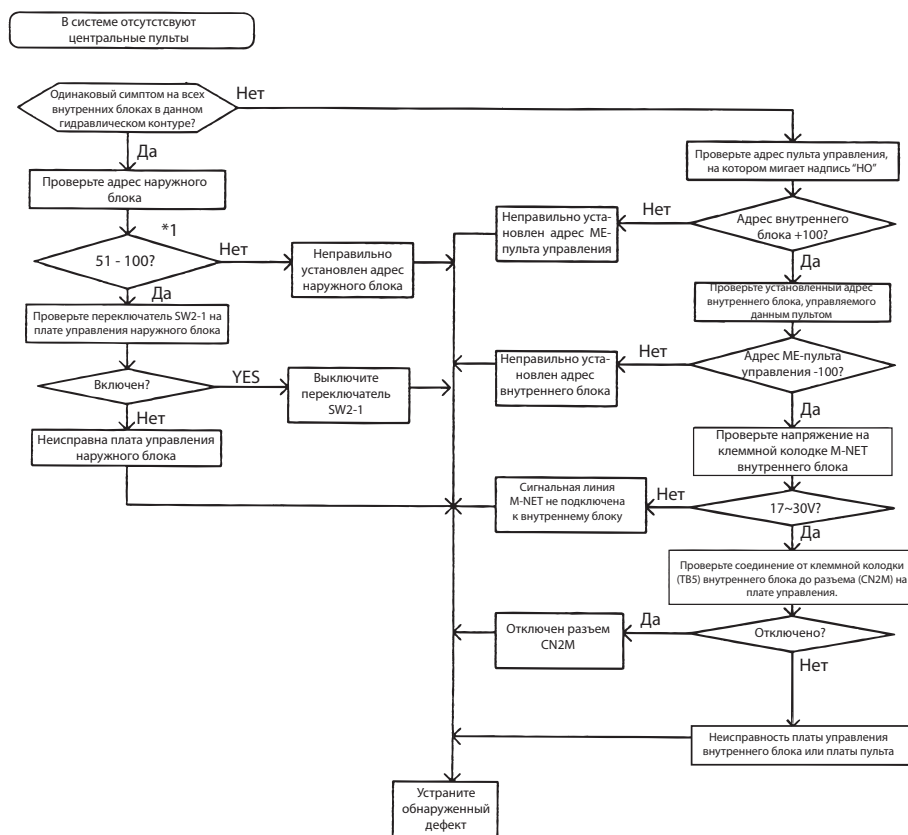 В системе отсутстсвуют
центральные пульты
Одинаковый симптом на всех
внутренних блоках в данном
гидравлическом контуре?
Нет
Да
Проверьте адрес наружного
блока
*1
51 - 100?
Нет
Неправильно
установлен адрес
наружного блока
Да
Проверьте переключатель SW2-1 на
плате управления наружного блока
Включен?
YES
Выключите
переключатель
SW2-1
Нет
Неисправна плата управления
наружного блока
Проверьте адрес пульта управления,
на котором мигает надпись “HO”
Адрес внутреннего
блока +100?
Нет
Неправильно уста-
новлен адрес МЕ-
пульта управления
Да
Проверьте установленный адрес
внутреннего блока, управляемого
данным пультом
Адрес МЕ-пульта
управления -100?
Нет
Неправильно уста-
новлен адрес
внутреннего блока
Да
Проверьте напряжение на
клеммной колодке M-NET
внутреннего блока
17~30V?
Нет
Сигнальная линия
M-NET не подключена
к внутреннему блоку
Да
Проверьте соединение от клеммной колодки
(TB5) внутреннего блока до разъема (CN2M) на
плате управления.
Отключено?
Да
Отключен разъем
CN2M
Нет
Неисправность платы управления
внутреннего блока или платы пульта
Устраните
обнаруженный
дефект